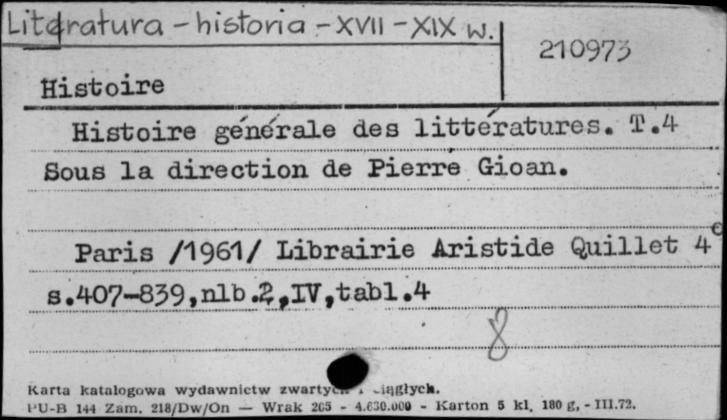 Literatura - historia - XVII - XIX w.
210973
Histoire
Histoire générale des littératures. T.4
Sous la direction de Pierre Gioan.
Paris /1961/ Librairie Aristide Quillet 4°
s.407-839,nlb.2,IV,tabl.4
8
Karta katalogowa wydawnictw zwartych i ciągłych.
PU-B 144 Zam. 218/Dw/On — Wrak 265 - 4.630.000 - Karton 5 kl. 180 g, - III.72.